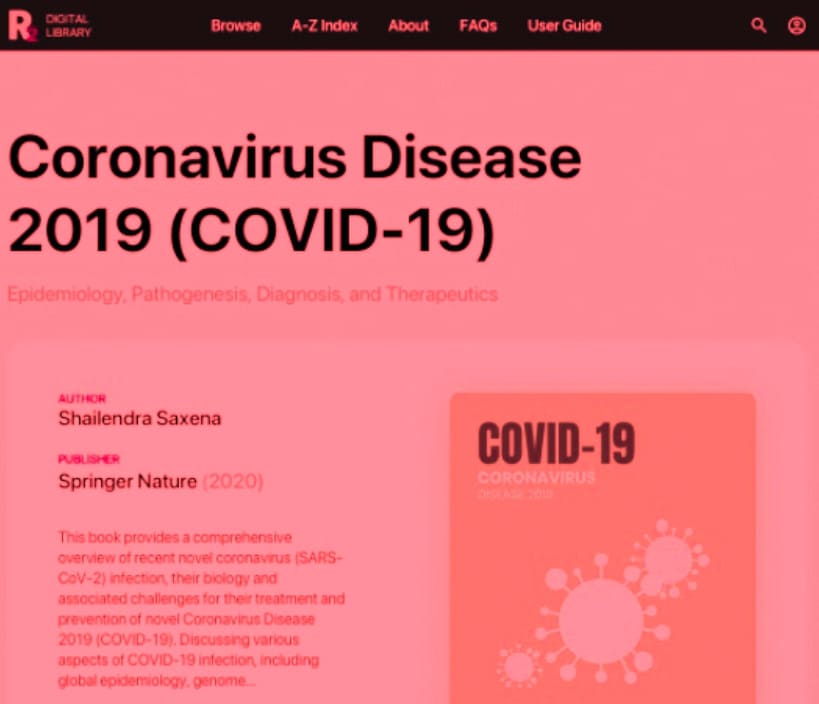 R2 DIGITAL
LIBRARY
Browse A-Z Index About FAQs User Guide
Coronavirus Disease
2019 (COVID-19)
Epidemiology, Pathogenesis, Diagnosis, and Therapeutics
AUTHOR
Shailendra Saxena
PUBLISHER
Springer Nature (2020)
This book provides a comprehensive
overview of recent novel coronavirus (SARS-
CoV-2) infection, their biology and
associated challenges for their treatment and
prevention of novel Coronavirus Disease
2019 (COVID-19). Discussing various
aspects of COVID-19 infection, including
global epidemiology, genome...
COVID-19
CORONAVIRUS
DISEASE 2019